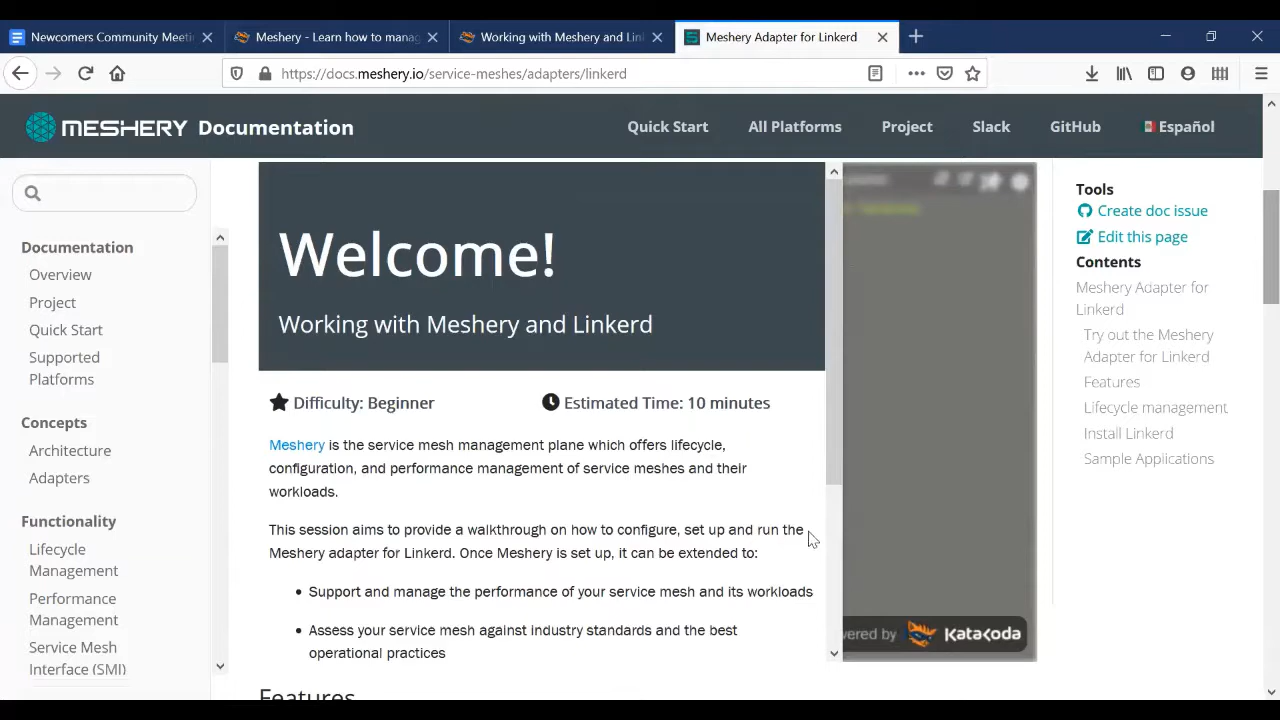 Newcomers Community Meeti
Meshery - Learn how to manag
Working with Meshery and Lin
Meshery Adapter for Linkerd
https://docs.meshery.io/service-meshes/adapters/linkerd
MESHERY Documentation
Quick Start
All Platforms
Project
Slack
GitHub
Español
Documentation
Overview
Project
Quick Start
Supported
Platforms
Concepts
Architecture
Adapters
Functionality
Lifecycle
Management
Performance
Management
Service Mesh
Interface (SMI)
Welcome!
Working with Meshery and Linkerd
Difficulty: Beginner
Estimated Time: 10 minutes
Meshery is the service mesh management plane which offers lifecycle,
configuration, and performance management of service meshes and their
workloads.
This session aims to provide a walkthrough on how to configure, set up and run the
Meshery adapter for Linkerd. Once Meshery is set up, it can be extended to:
• Support and manage the performance of your service mesh and its workloads
• Assess your service mesh against industry standards and the best
operational practices
wered by Katacoda
Features
Tools
Create doc issue
Edit this page
Contents
Meshery Adapter for
Linkerd
Try out the Meshery
Adapter for Linkerd
Features
Lifecycle management
Install Linkerd
Sample Applications